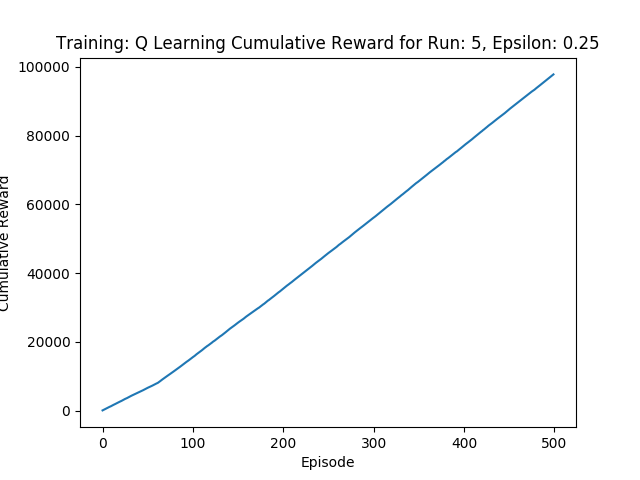 Training: Q Learning Cumulative Reward for Run: 5, Epsilon: 0.25
100000
80000
60000
40000
20000
0
Cumulative Reward
0 100 200 300 400 500
Episode